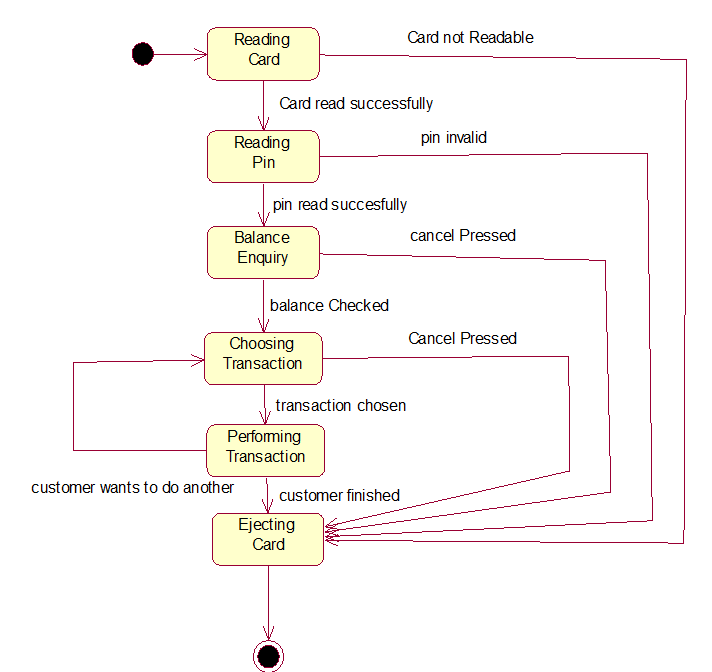 Reading
Card
Card not Readable
Card read successfully
Reading
Pin
pin invalid
pin read succesfully
Balance
Enquiry
cancel Pressed
balance Checked
Choosing
Transaction
Cancel Pressed
transaction chosen
Performing
Transaction
customer wants to do another
customer finished
Ejecting
Card